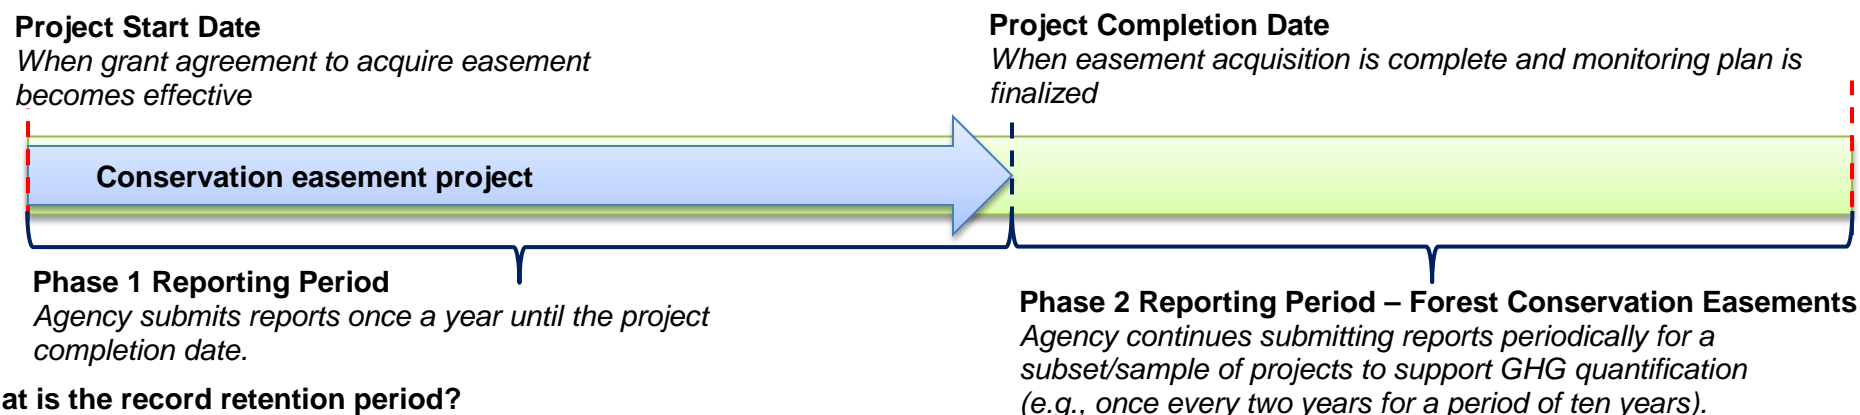 Project Start Date
When grant agreement to acquire easement
becomes effective
Project Completion Date
When easement acquisition is complete and monitoring plan is
finalized
Conservation easement project
Phase 1 Reporting Period
Agency submits reports once a year until the project
completion date.
Phase 2 Reporting Period – Forest Conservation Easements
Agency continues submitting reports periodically for a
subset/sample of projects to support GHG quantification
(e.g., once every two years for a period of ten years).
at is the record retention period?